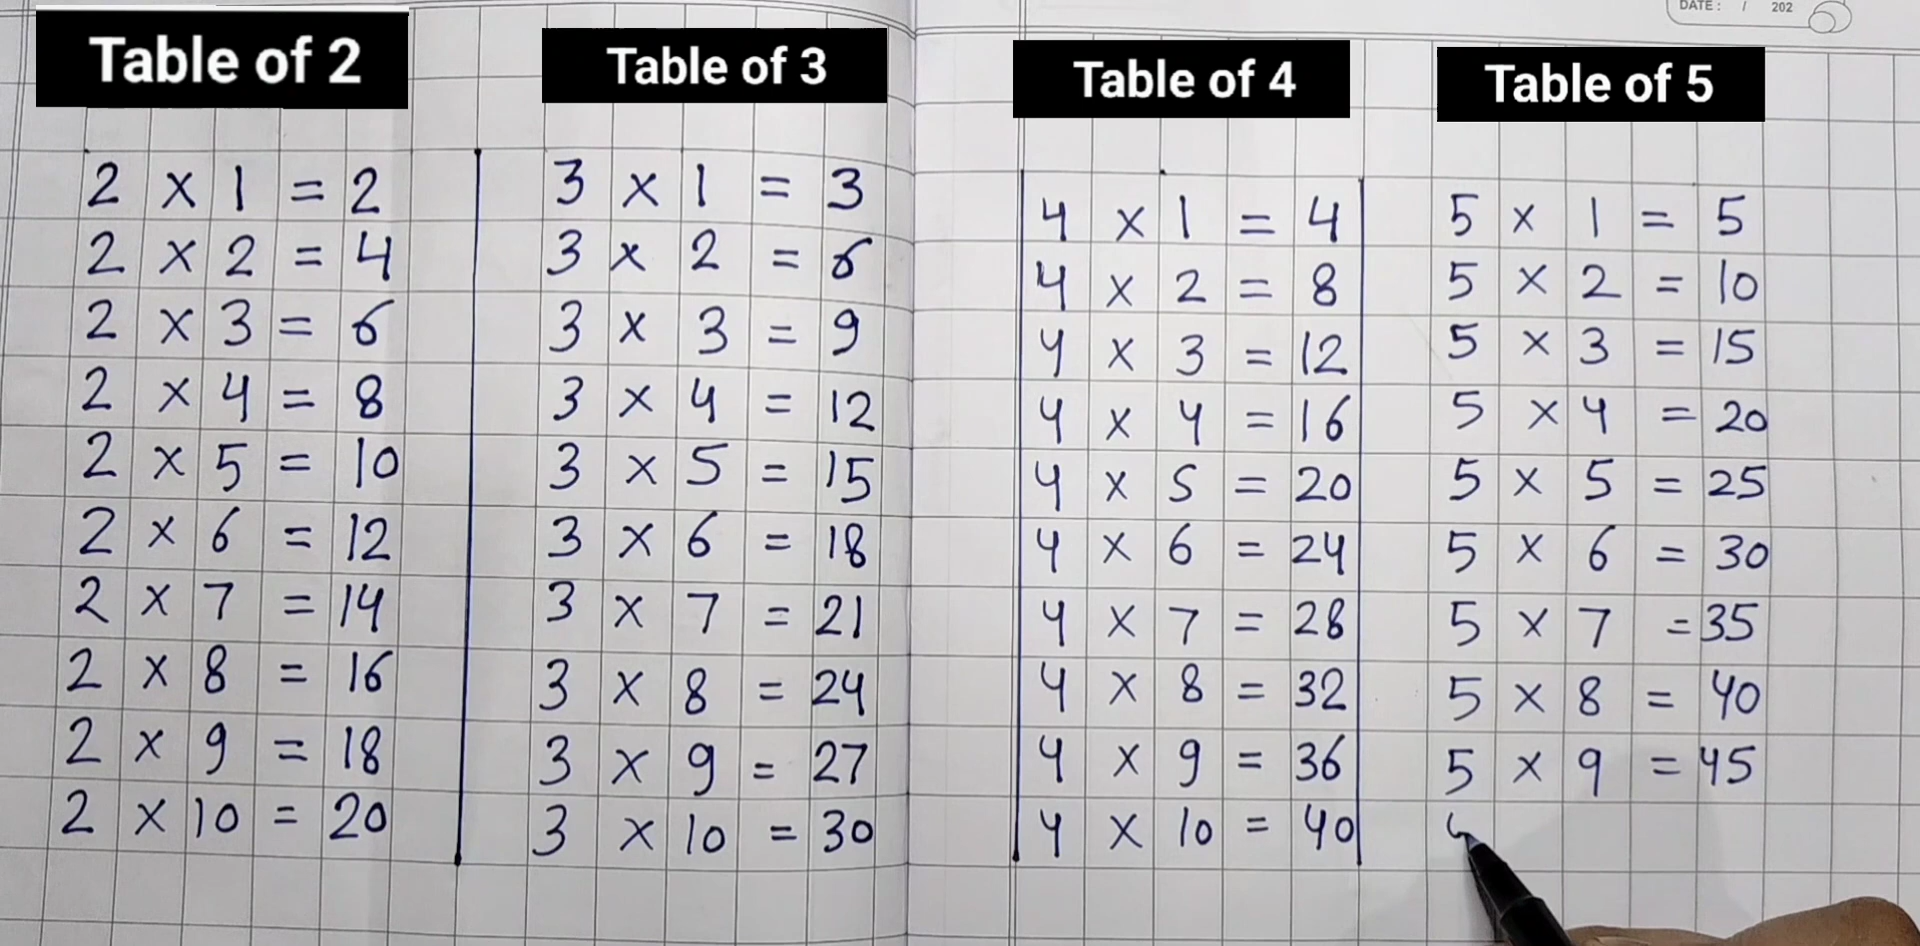 DATE: / 202
Table of 2
2 × 1 = 2
2 × 2 = 4
2 × 3 = 6
2 × 4 = 8
2 × 5 = 10
2 × 6 = 12
2 × 7 = 14
2 × 8 = 16
2 × 9 = 18
2 × 10 = 20
Table of 3
3 × 1 = 3
3 × 2 = 6
3 × 3 = 9
3 × 4 = 12
3 × 5 = 15
3 × 6 = 18
3 × 7 = 21
3 × 8 = 24
3 × 9 = 27
3 × 10 = 30
Table of 4
4 × 1 = 4
4 × 2 = 8
4 × 3 = 12
4 × 4 = 16
4 × 5 = 20
4 × 6 = 24
4 × 7 = 28
4 × 8 = 32
4 × 9 = 36
4 × 10 = 40
Table of 5
5 × 1 = 5
5 × 2 = 10
5 × 3 = 15
5 × 4 = 20
5 × 5 = 25
5 × 6 = 30
5 × 7 = 35
5 × 8 = 40
5 × 9 = 45